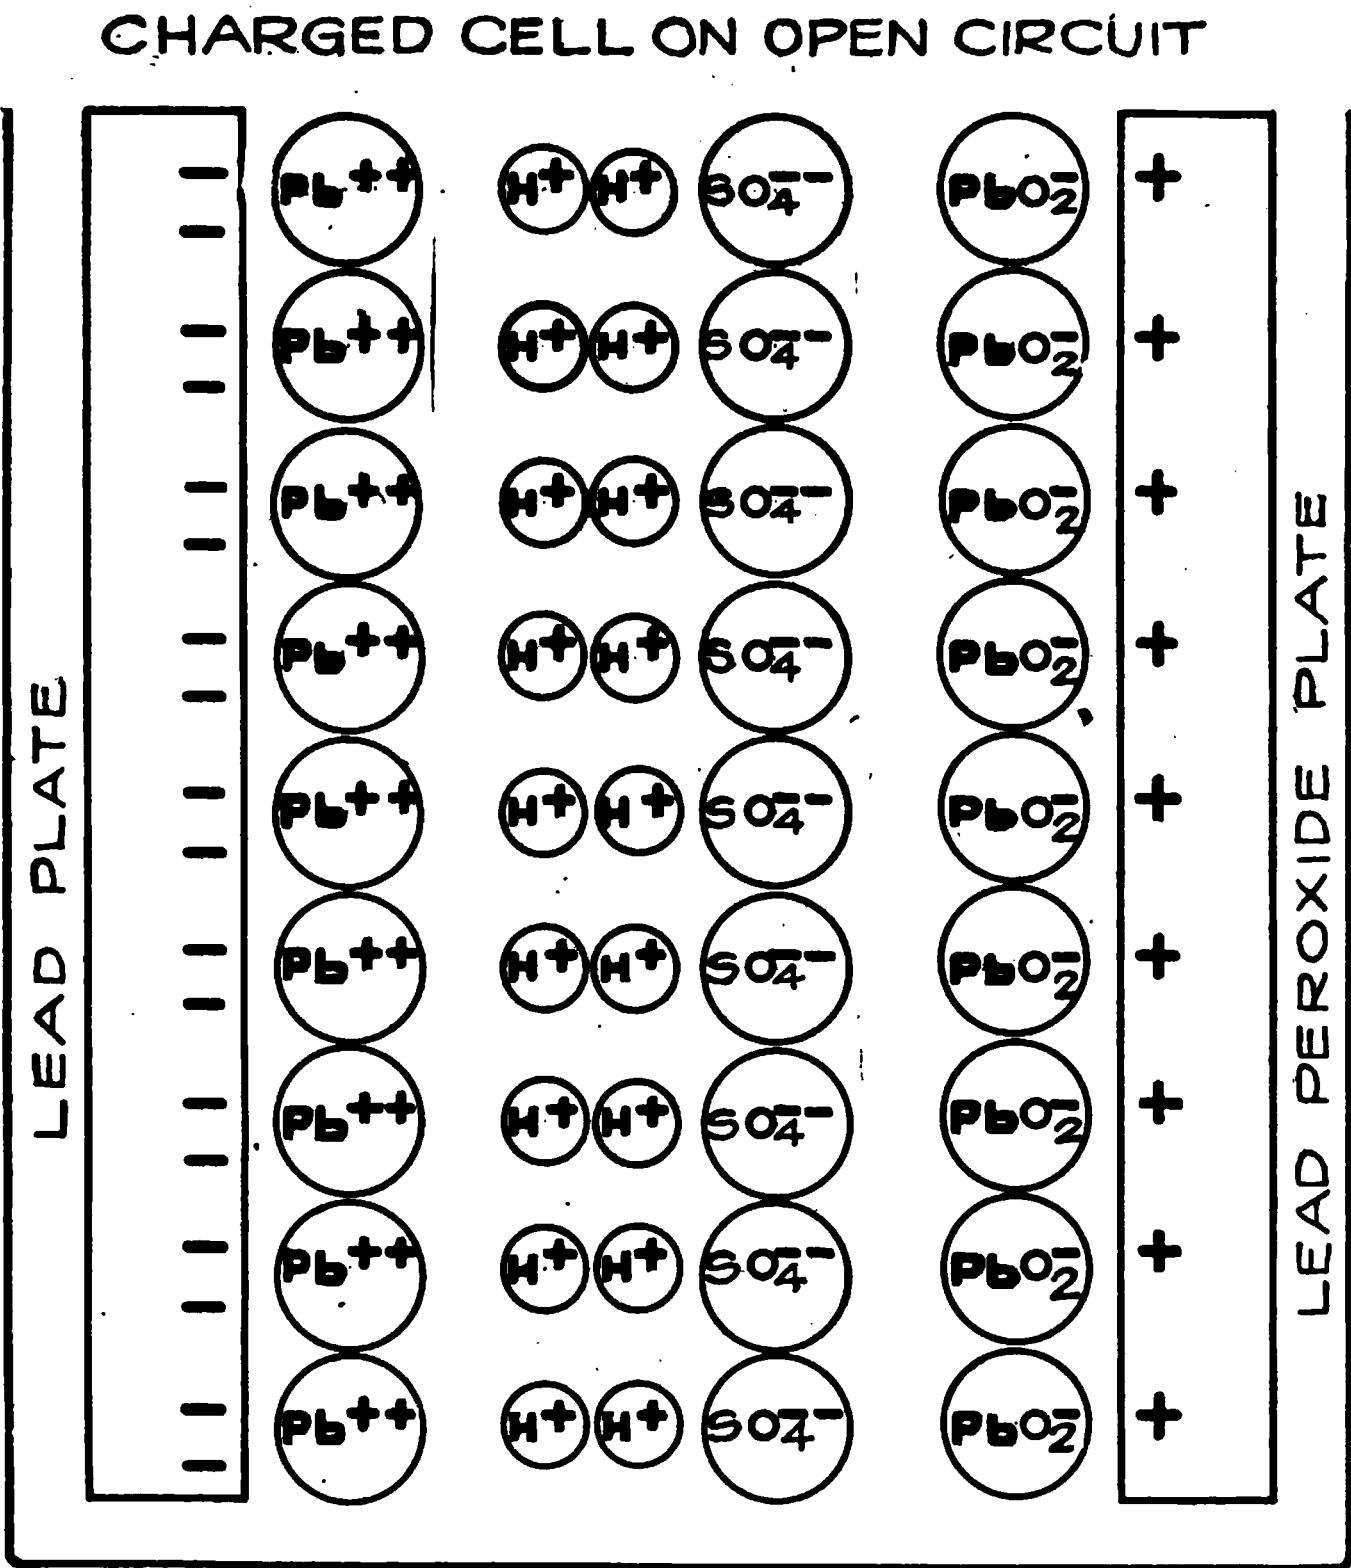 CHARGED CELL ON OPEN CIRCUIT
LEAD PLATE
− Pb++ H+ H+ SO4−− PbO2− +
−
− Pb++ H+ H+ SO4−− PbO2− +
−
− Pb++ H+ H+ SO4−− PbO2− +
−
− Pb++ H+ H+ SO4−− PbO2− +
−
− Pb++ H+ H+ SO4−− PbO2− +
−
− Pb++ H+ H+ SO4−− PbO2− +
−
− Pb++ H+ H+ SO4−− PbO2− +
−
− Pb++ H+ H+ SO4−− PbO2− +
−
− Pb++ H+ H+ SO4−− PbO2− +
−
LEAD PEROXIDE PLATE